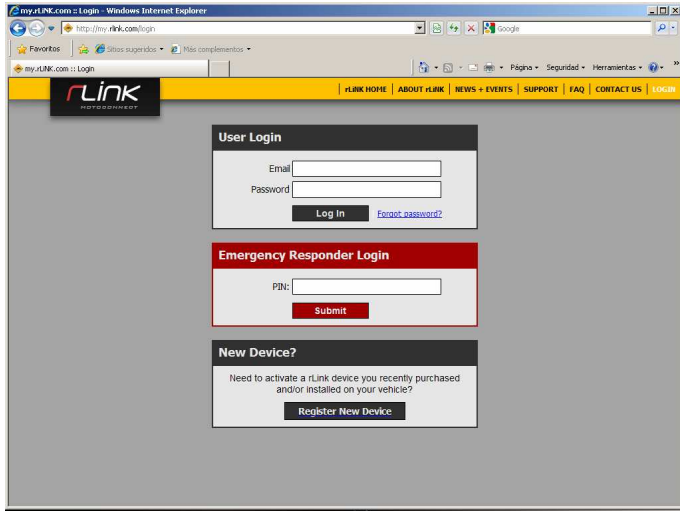 my.rLiNK.com :: Login - Windows Internet Explorer
http://my.rlink.com/login
Google
Favoritos
Sitios sugeridos
Más complementos
my.rLiNK.com :: Login
Página
Seguridad
Herramientas
»
rLink
MOTOCONNECT
| rLiNK HOME | ABOUT rLiNK | NEWS + EVENTS | SUPPORT | FAQ | CONTACT US | LOGIN
User Login
Email
Password
Log In
Forgot password?
Emergency Responder Login
PIN:
Submit
New Device?
Need to activate a rLink device you recently purchased
and/or installed on your vehicle?
Register New Device